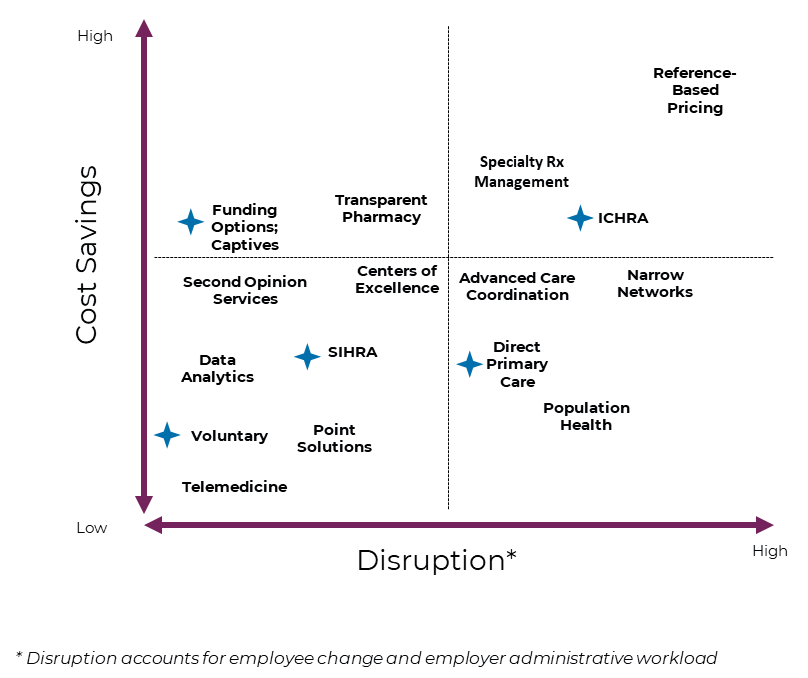 High
Reference-
Based
Pricing
Specialty Rx
Management
Transparent
Pharmacy
Funding
Options;
Captives
ICHRA
Cost Savings
Second Opinion
Services
Centers of
Excellence
Advanced Care
Coordination
Narrow
Networks
Data
Analytics
SIHRA
Direct
Primary
Care
Population
Health
Voluntary
Point
Solutions
Telemedicine
Low
High
Disruption*
* Disruption accounts for employee change and employer administrative workload